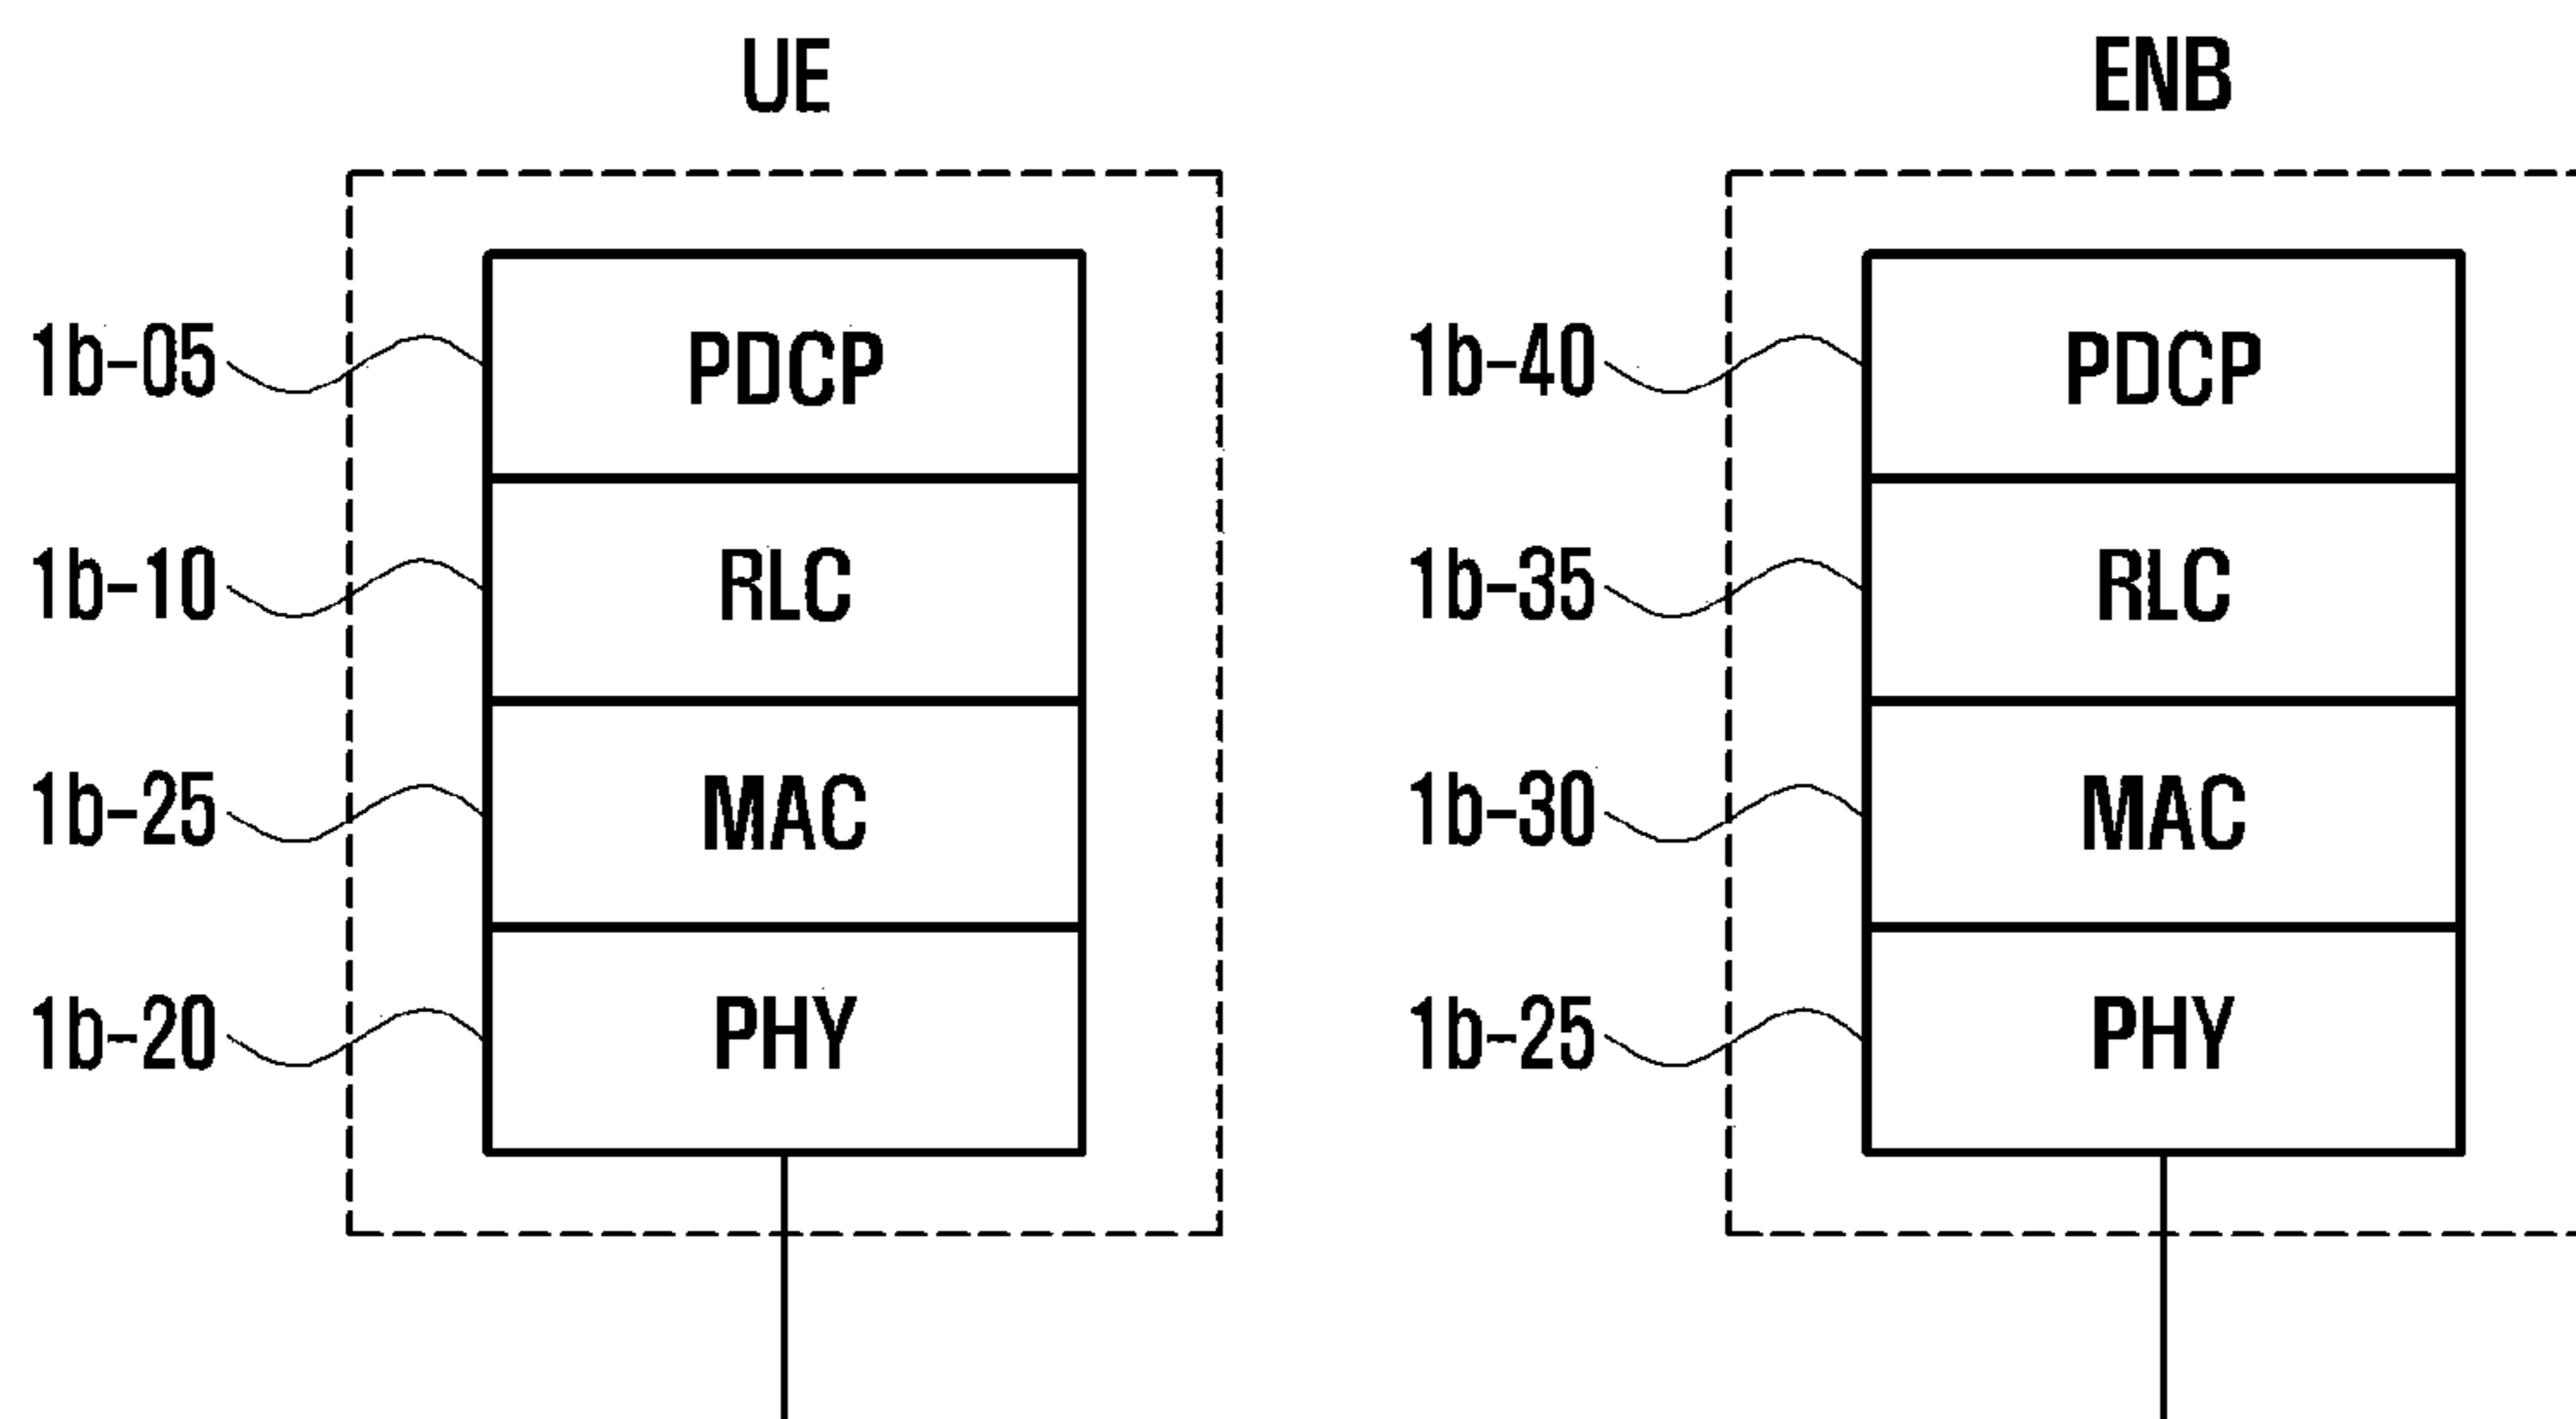 UE ENB
1b-05 PDCP 1b-40 PDCP
1b-10 RLC 1b-35 RLC
1b-25 MAC 1b-30 MAC
1b-20 PHY 1b-25 PHY